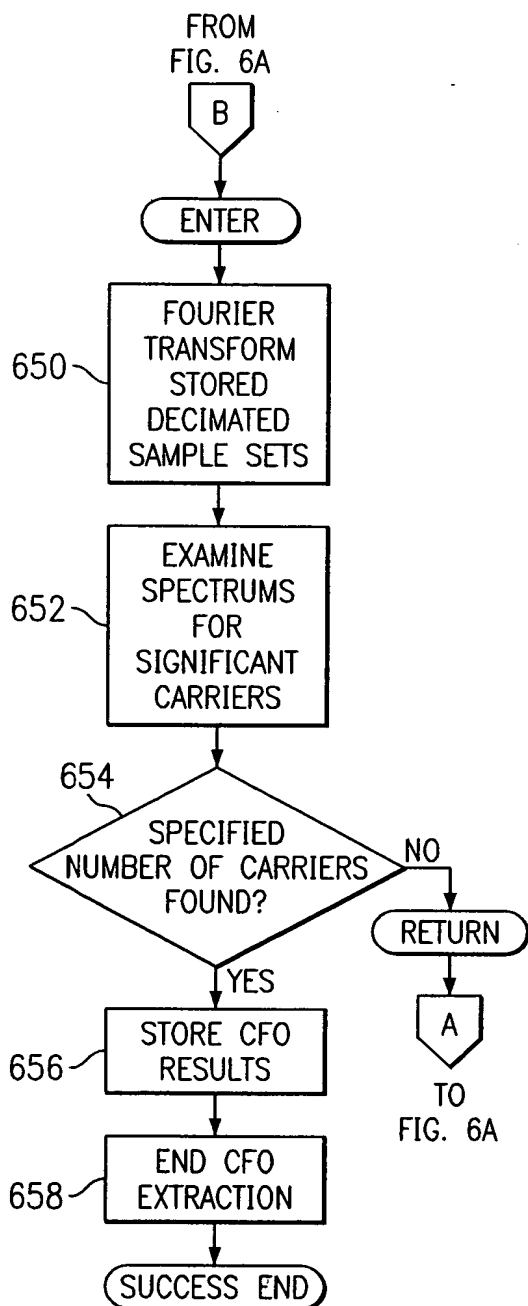 FROM
FIG. 6A
B
ENTER
650
FOURIER
TRANSFORM
STORED
DECIMATED
SAMPLE SETS
652
EXAMINE
SPECTRUMS
FOR
SIGNIFICANT
CARRIERS
654
SPECIFIED
NUMBER OF CARRIERS
FOUND?
NO
RETURN
A
TO
FIG. 6A
YES
656
STORE CFO
RESULTS
658
END CFO
EXTRACTION
SUCCESS END